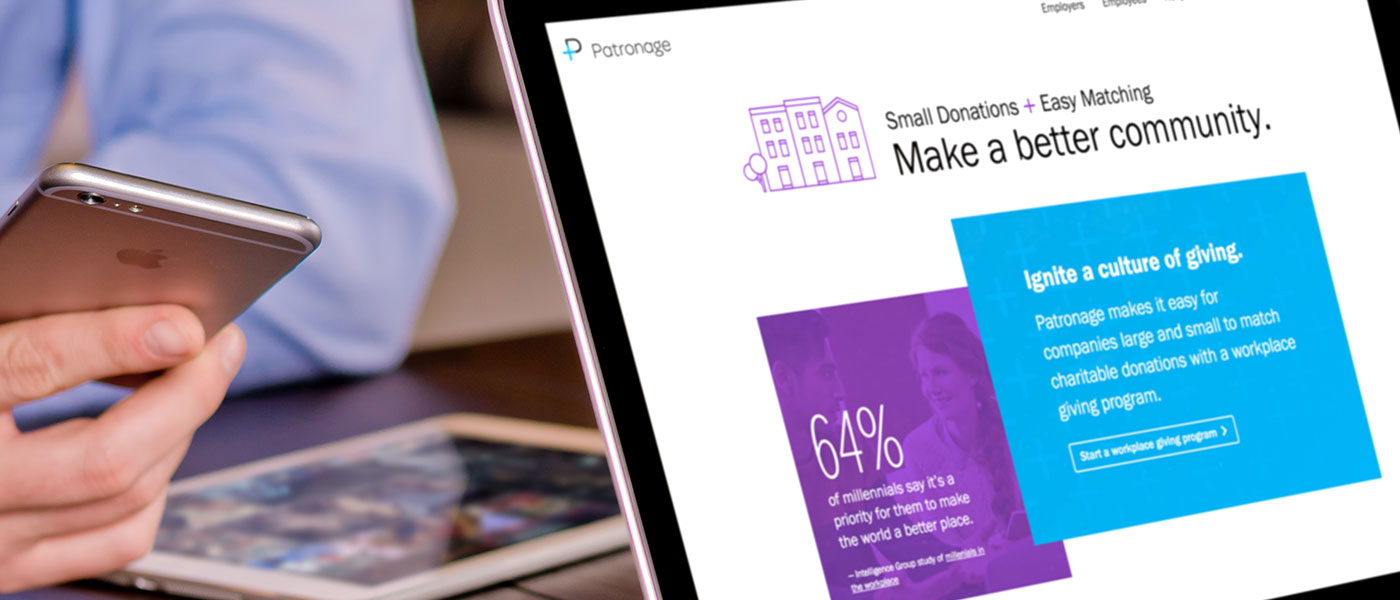 Employers Employees
Patronage
Small Donations + Easy Matching
Make a better community.
Ignite a culture of giving.
Patronage makes it easy for
companies large and small to match
charitable donations with a workplace
giving program.
Start a workplace giving program >
64%
of millennials say it's a
priority for them to make
the world a better place.
— Intelligence Group study of millenials in
the workplace